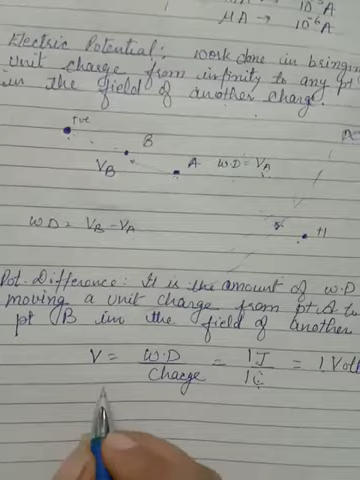 10⁻³A
μA → 10⁻⁶A
Electric Potential: Work done in bringing
unit charge from infinity to any pt
in the field of another charge.
+ve
B
VB
A W.D = VA
W.D = VB - VA
+1
Pot. Difference: It is the amount of W.D
moving a unit charge from pt A to
pt B in the field of another
V = W.D / Charge = 1J / 1C = 1 Volt